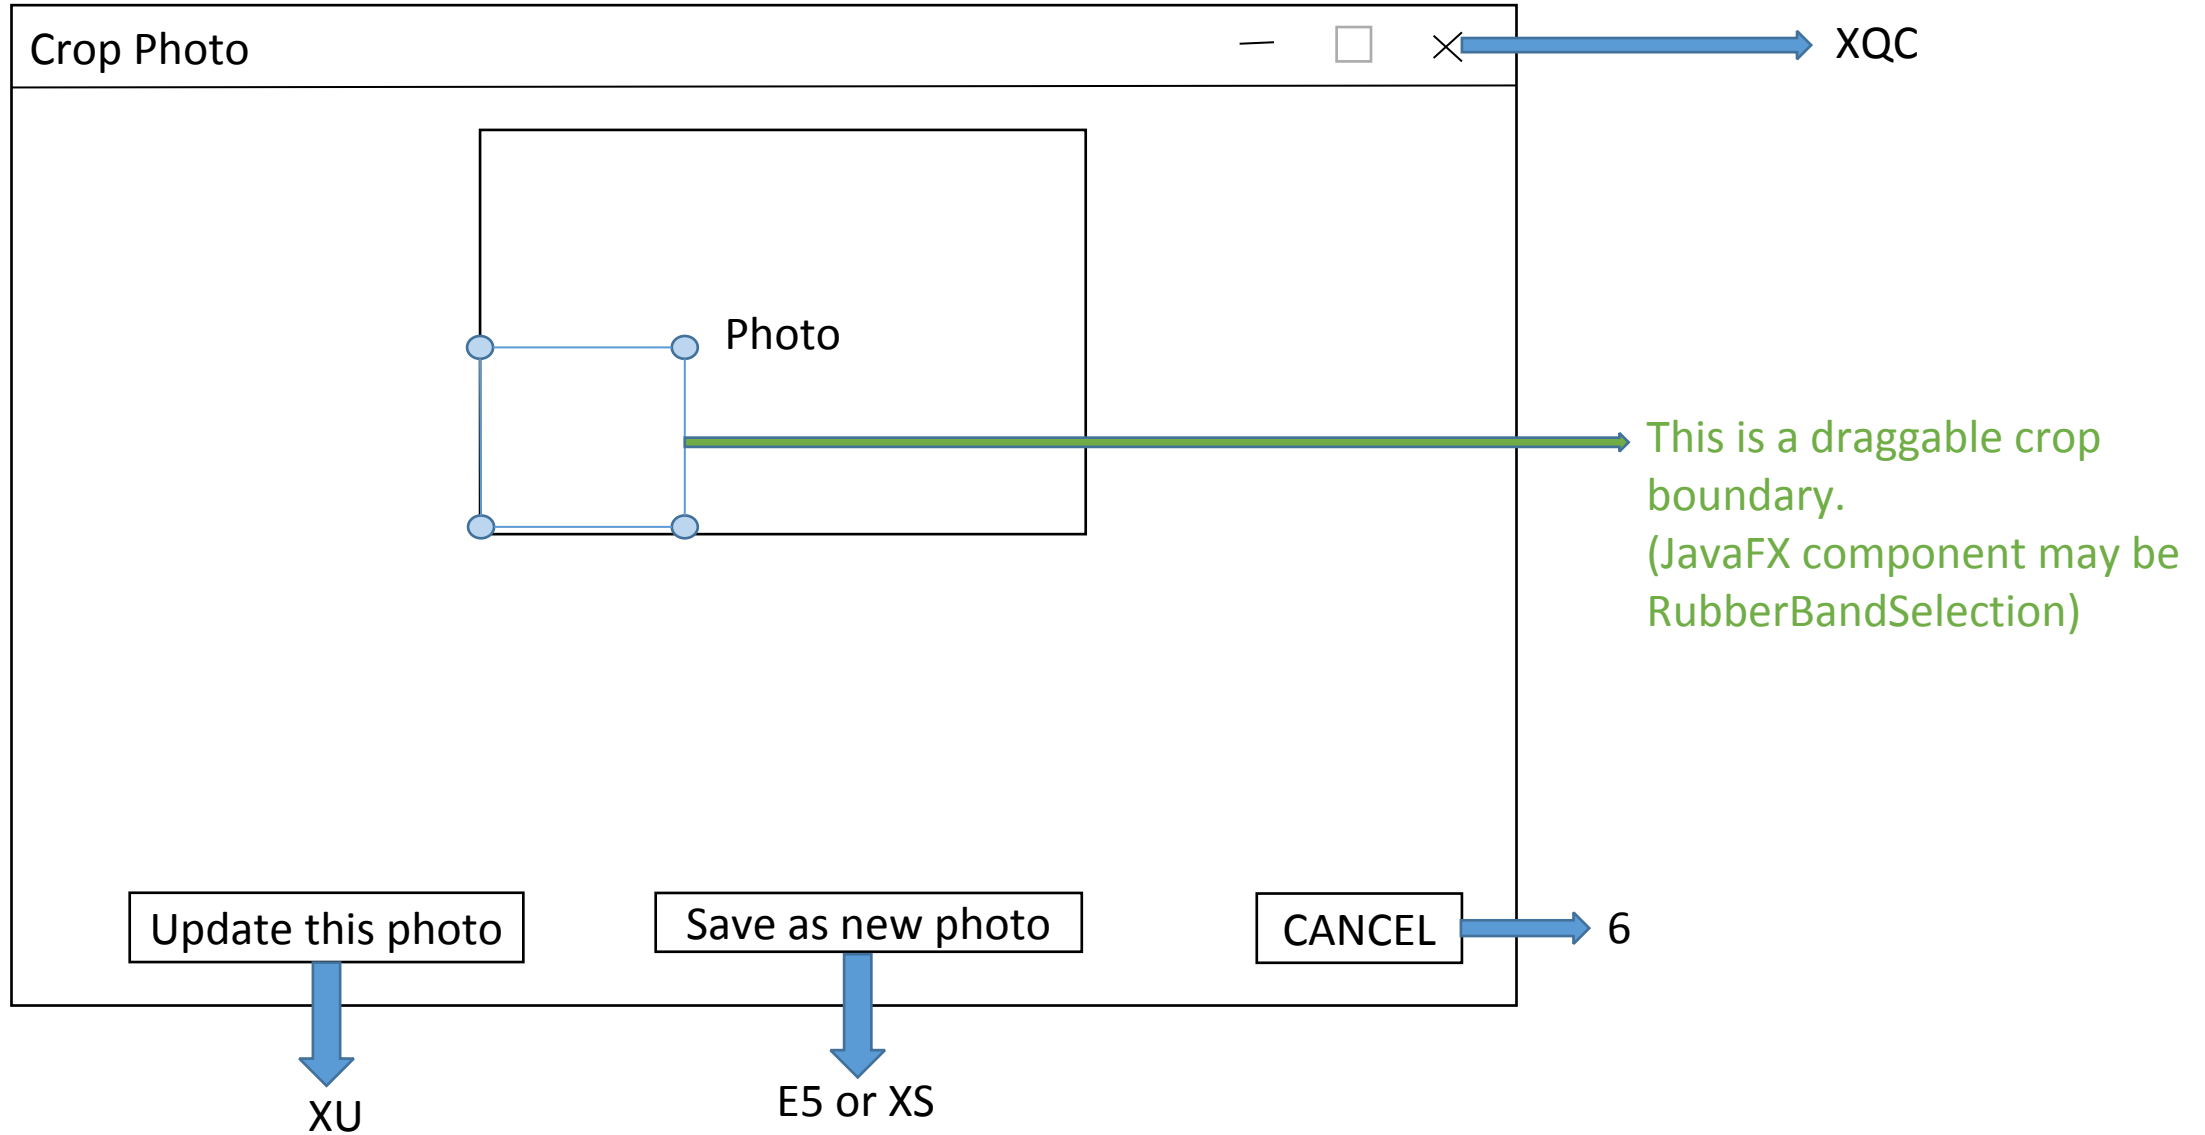 Crop Photo
XQC
Photo
This is a draggable crop
boundary.
(JavaFX component may be
RubberBandSelection)
Update this photo
Save as new photo
CANCEL
6
XU
E5 or XS